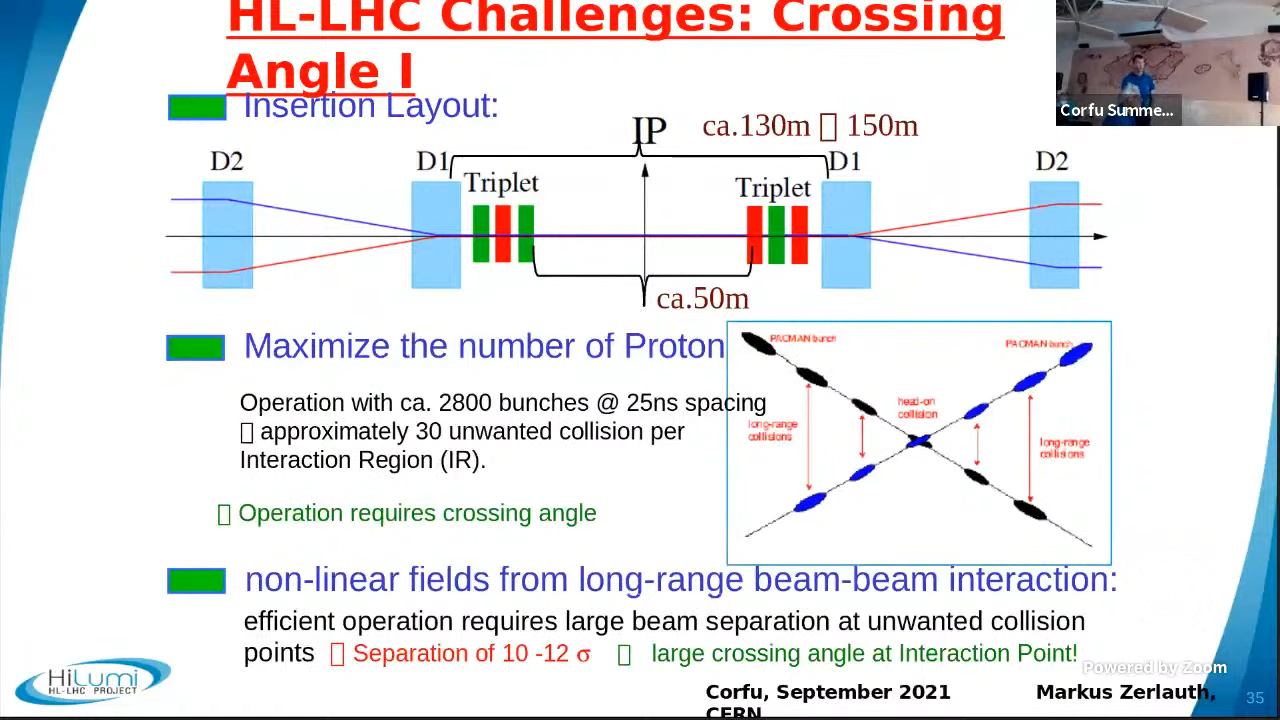 HL-LHC Challenges: Crossing
Angle I
Corfu Summe...
Insertion Layout:
IP
ca.130m 150m
D2
D1
Triplet
Triplet
D1
D2
ca.50m
Maximize the number of Proton
Operation with ca. 2800 bunches @ 25ns spacing
approximately 30 unwanted collision per
Interaction Region (IR).
Operation requires crossing angle
PACMAN bunch
PACMAN bunch
head-on
collision
long-range
collisions
long-range
collisions
non-linear fields from long-range beam-beam interaction:
efficient operation requires large beam separation at unwanted collision
points Separation of 10 -12 σ large crossing angle at Interaction Point!
Powered by Zoom
HiLumi
HL-LHC PROJECT
Corfu, September 2021 Markus Zerlauth,
CERN
35